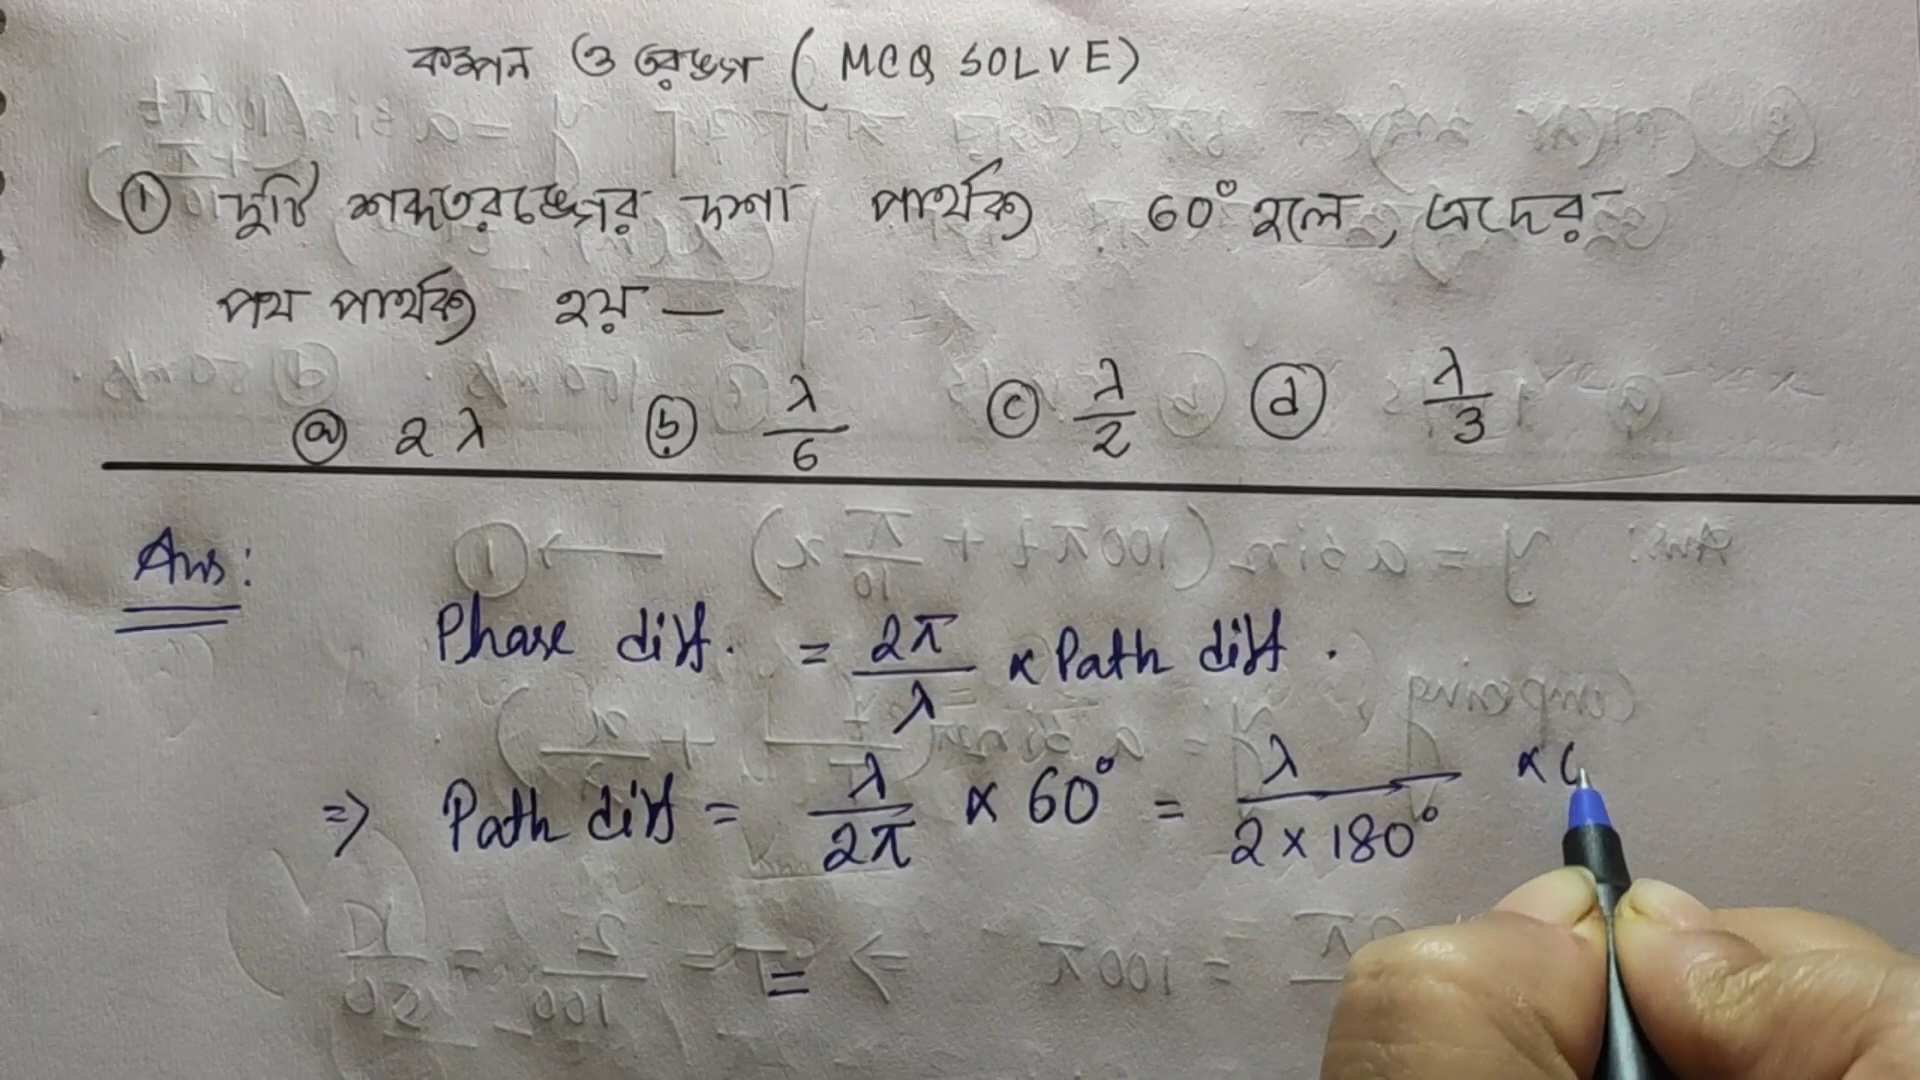 কম্পন ও তরঙ্গ (MCQ SOLVE)
① দুটি শব্দতরঙ্গের দশা পার্থক্য 60° হলে, এদের
পথ পার্থক্য হয় —
ⓐ 2λ ⓑ λ/6 ⓒ λ/2 ⓓ λ/3
Ans:
Phase diff. = 2π/λ × Path diff.
⇒ Path diff = λ/2π × 60° = λ/2×180° ×
=